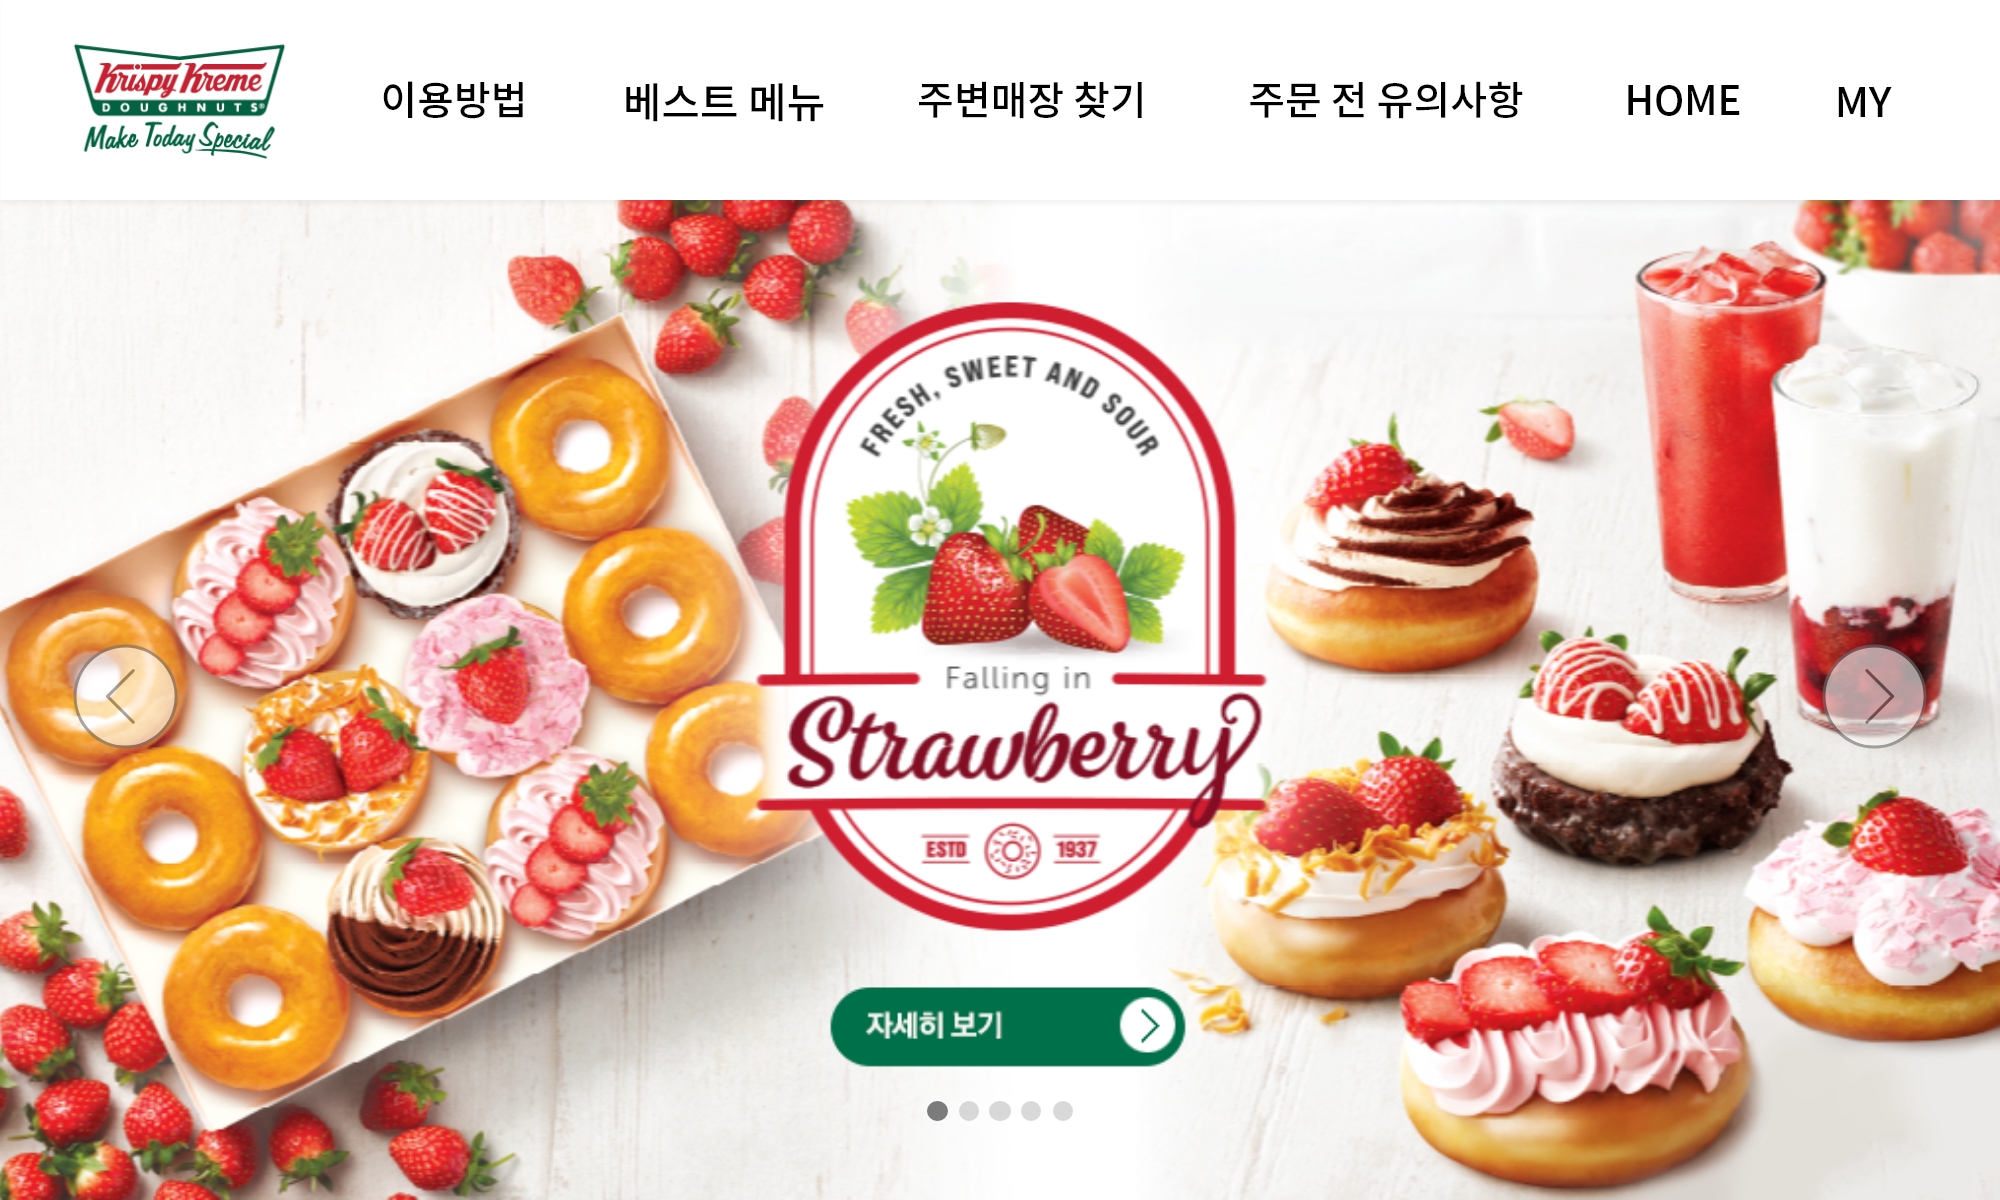 Krispy Kreme
DOUGHNUTS®
Make Today Special
이용방법
베스트 메뉴
주변매장 찾기
주문 전 유의사항
HOME
MY
FRESH, SWEET AND SOUR
Falling in
Strawberry
ESTD 1937
자세히 보기